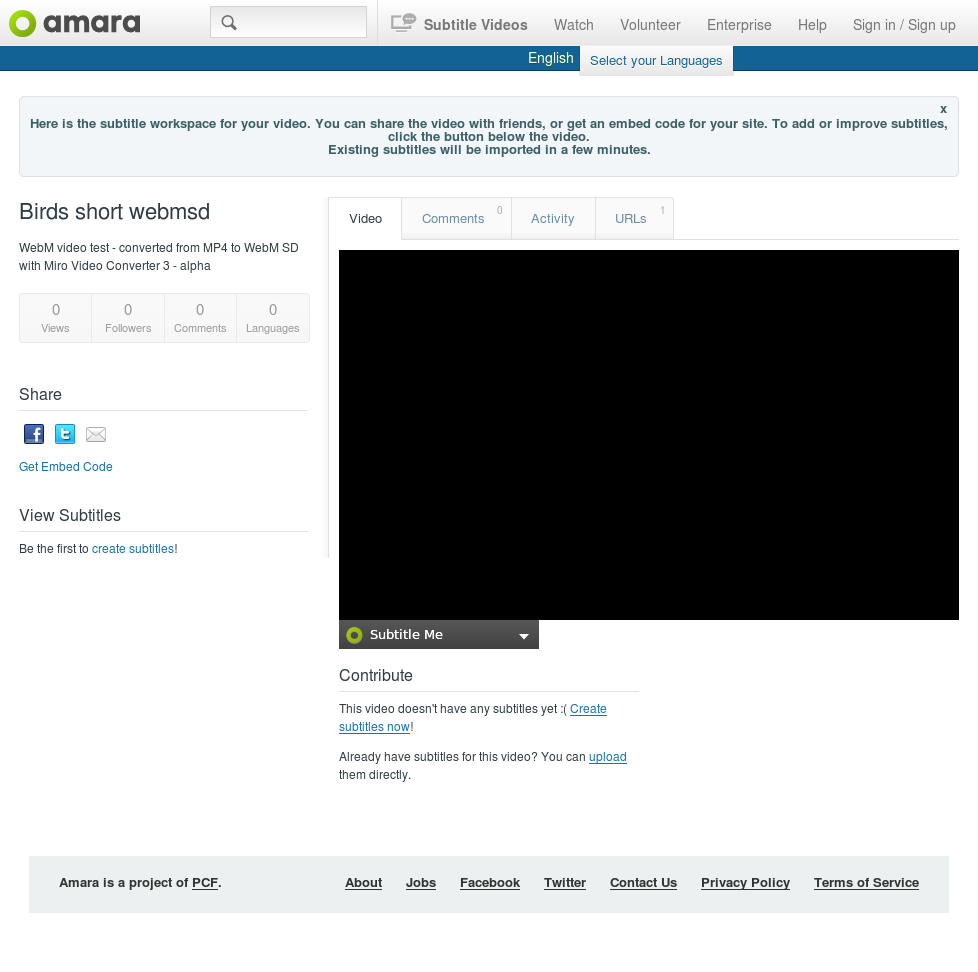 amara
Subtitle Videos Watch Volunteer Enterprise Help Sign in / Sign up
English Select your Languages
x
Here is the subtitle workspace for your video. You can share the video with friends, or get an embed code for your site. To add or improve subtitles,
click the button below the video.
Existing subtitles will be imported in a few minutes.
Birds short webmsd
WebM video test - converted from MP4 to WebM SD
with Miro Video Converter 3 - alpha
0 0 0 0
Views Followers Comments Languages
Share
Get Embed Code
View Subtitles
Be the first to create subtitles!
Video Comments 0 Activity URLs 1
Subtitle Me
Contribute
This video doesn't have any subtitles yet :( Create
subtitles now!
Already have subtitles for this video? You can upload
them directly.
Amara is a project of PCF. About Jobs Facebook Twitter Contact Us Privacy Policy Terms of Service